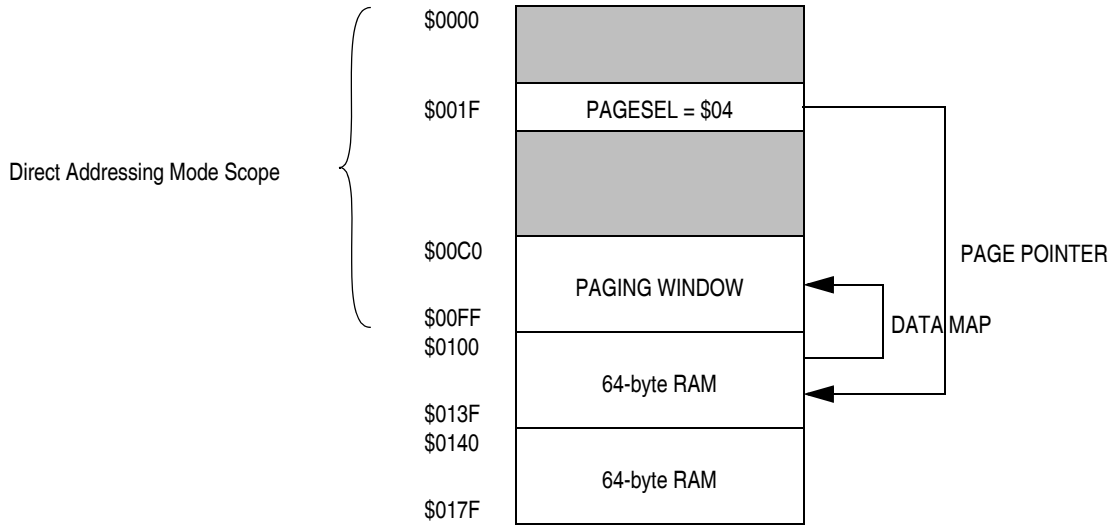 $0000
$001F
PAGESEL = $04
Direct Addressing Mode Scope
$00C0
PAGE POINTER
PAGING WINDOW
$00FF
DATA MAP
$0100
64-byte RAM
$013F
$0140
64-byte RAM
$017F